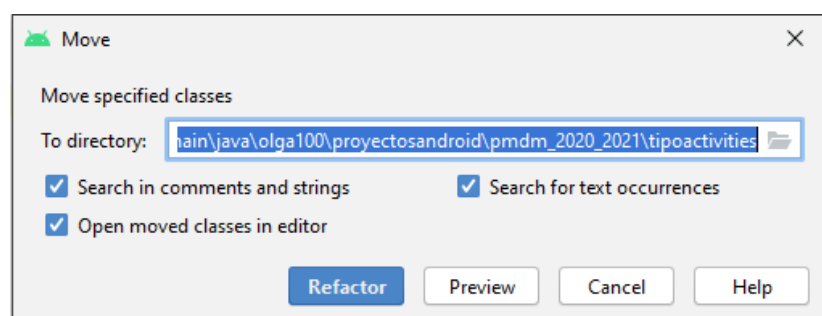 Move
Move specified classes
To directory: main\java\olga100\proyectosandroid\pmdm_2020_2021\tipoactivities
Search in comments and strings Search for text occurrences
Open moved classes in editor
Refactor Preview Cancel Help